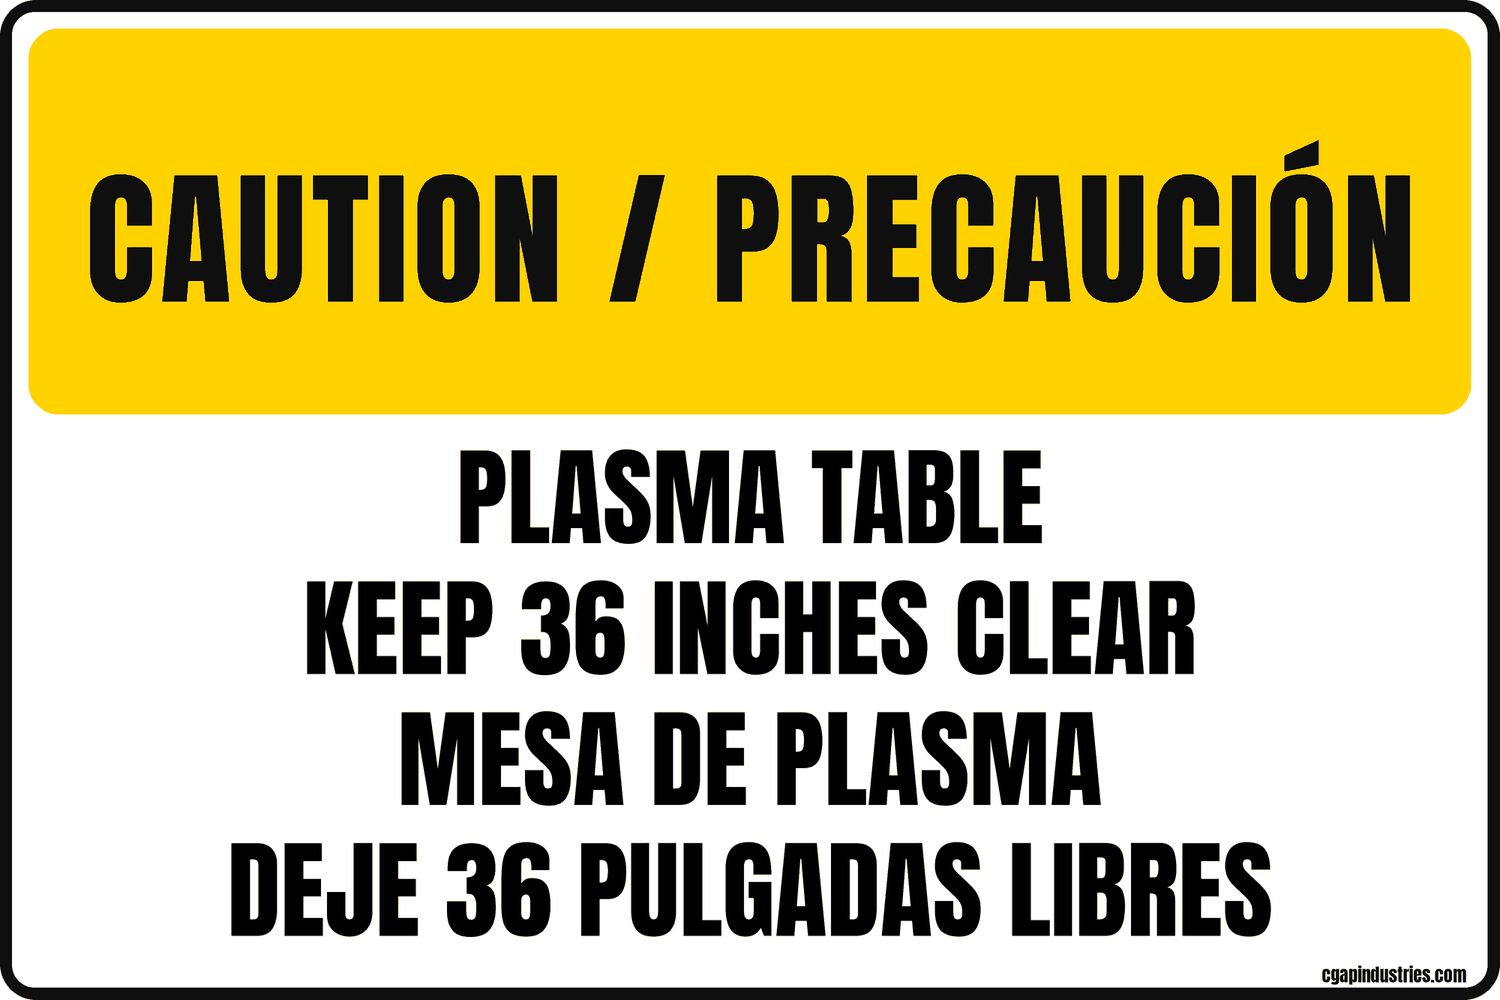 CAUTION / PRECAUCIÓN
PLASMA TABLE
KEEP 36 INCHES CLEAR
MESA DE PLASMA
DEJE 36 PULGADAS LIBRES
cgapindustries.com